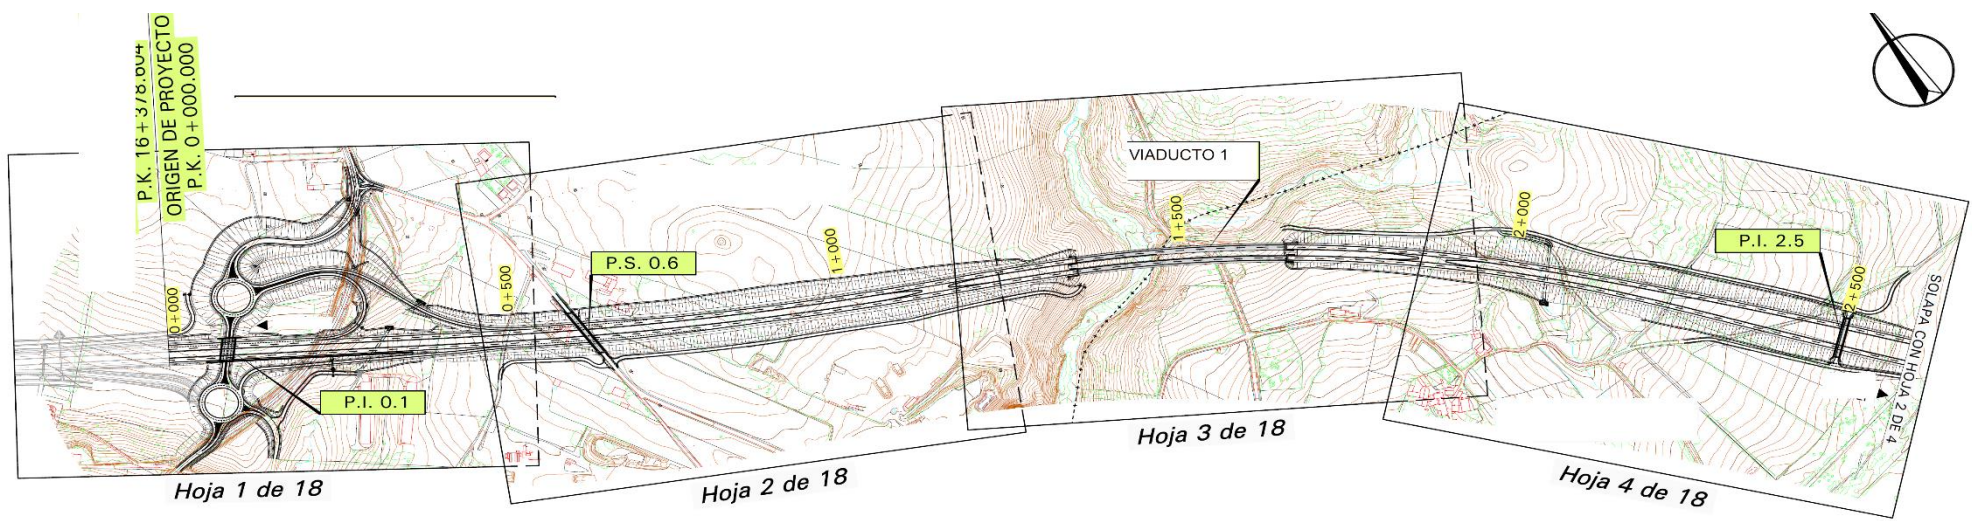 P.K. 16+378.604
ORIGEN DE PROYECTO
P.K. 0+000.000
0+000
P.I. 0.1
0+500
P.S. 0.6
1+000
VIADUCTO 1
1+500
2+000
P.I. 2.5
2+500
SOLAPA CON HOJA 2 DE 4
Hoja 1 de 18
Hoja 2 de 18
Hoja 3 de 18
Hoja 4 de 18